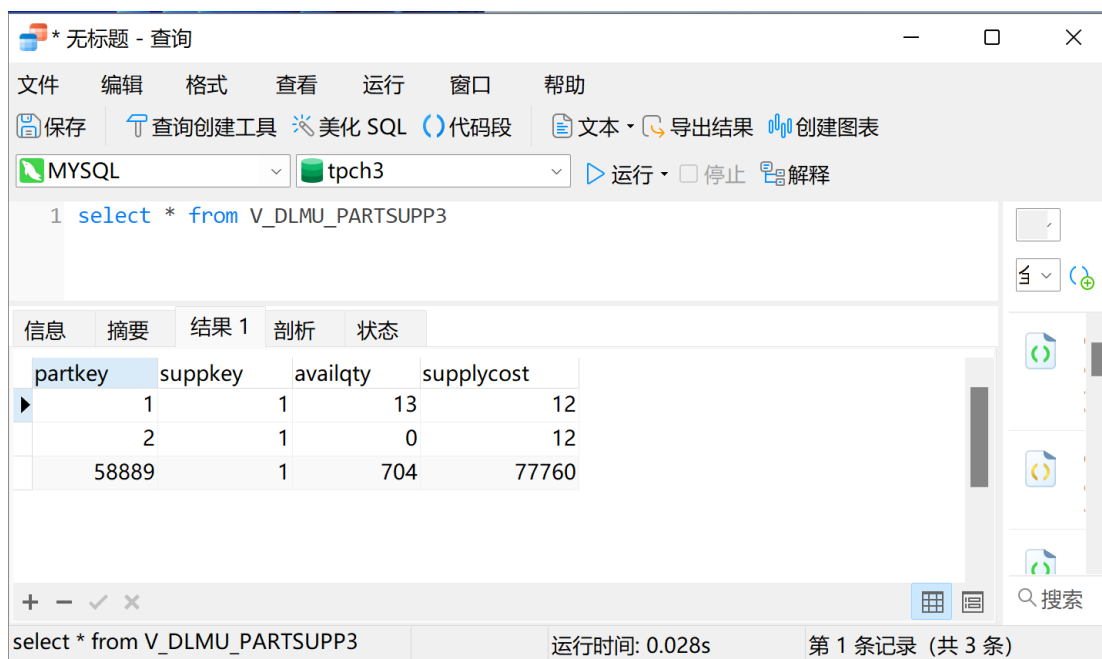 * 无标题 - 查询
文件 编辑 格式 查看 运行 窗口 帮助
保存 查询创建工具 美化 SQL 代码段 文本 导出结果 创建图表
MYSQL tpch3 运行 停止 解释
1 select * from V_DLMU_PARTSUPP3
信息 摘要 结果 1 剖析 状态
partkey suppkey availqty supplycost
1 1 13 12
2 1 0 12
58889 1 704 77760
搜索
select * from V_DLMU_PARTSUPP3 运行时间: 0.028s 第 1 条记录 (共 3 条)